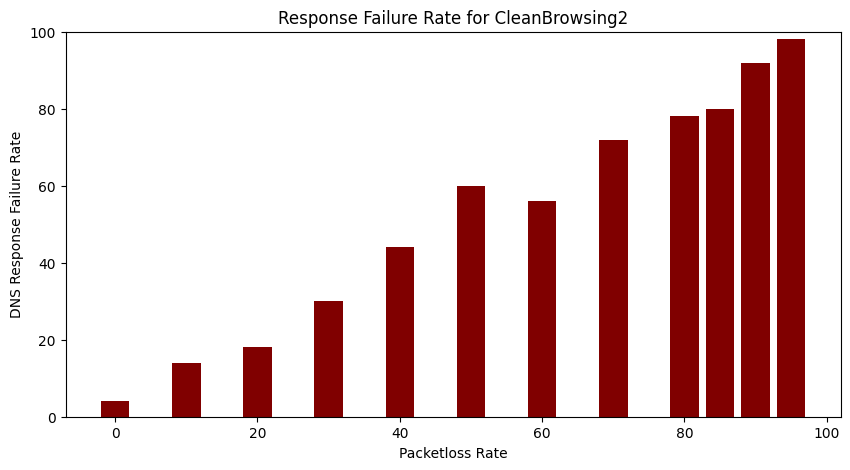 Response Failure Rate for CleanBrowsing2
100
80
60
40
20
0
DNS Response Failure Rate
0 20 40 60 80 100
Packetloss Rate